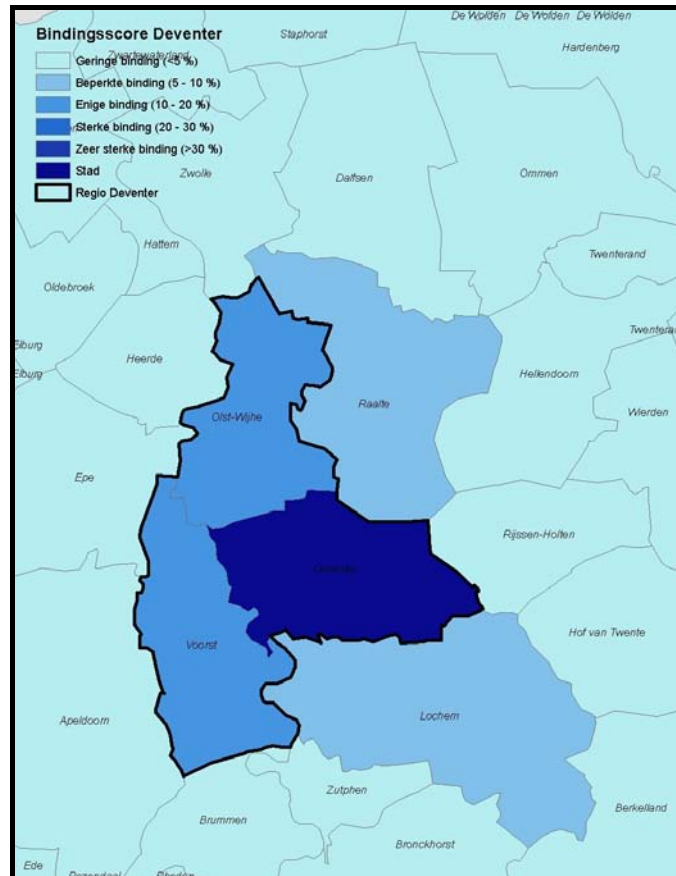 De Wolden De Wolden De Wolden
Bindingsscore Deventer
Staphorst
Zwartewaterland
Hardenberg
Geringe binding (<5 %)
Beperkte binding (5 - 10 %)
Enige binding (10 - 20 %)
Sterke binding (20 - 30 %)
Zeer sterke binding (>30 %)
Stad
Regio Deventer
Zwolle
Dalfsen
Ommen
Hattem
Twenterand
Oldebroek
Twenterand
Elburg
Heerde
Elburg
Hellendoorn
Raalte
Wierden
Olst-Wijhe
Epe
Rijssen-Holten
Deventer
Hof van Twente
Voorst
Apeldoorn
Lochem
Zutphen
Berkelland
Brummen
Bronckhorst
Ede
Rozendaal
Rheden